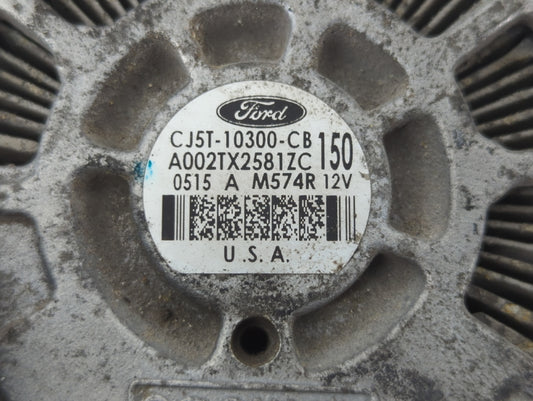 Ford
CJ5T-10300-CB 150
A002TX2581ZC
0515 A M574R 12V
U.S.A.